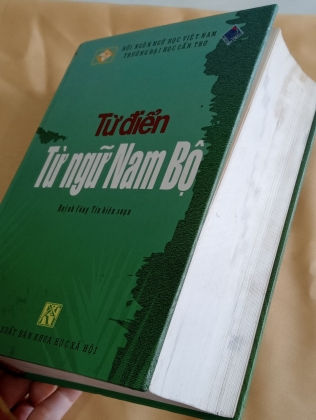 HỘI NGÔN NGỮ HỌC VIỆT NAM
TRƯỜNG ĐẠI HỌC CẦN THƠ
Từ điển
Từ ngữ Nam Bộ
Huỳnh Công Tín biên soạn
XUẤT BẢN KHOA HỌC XÃ HỘI